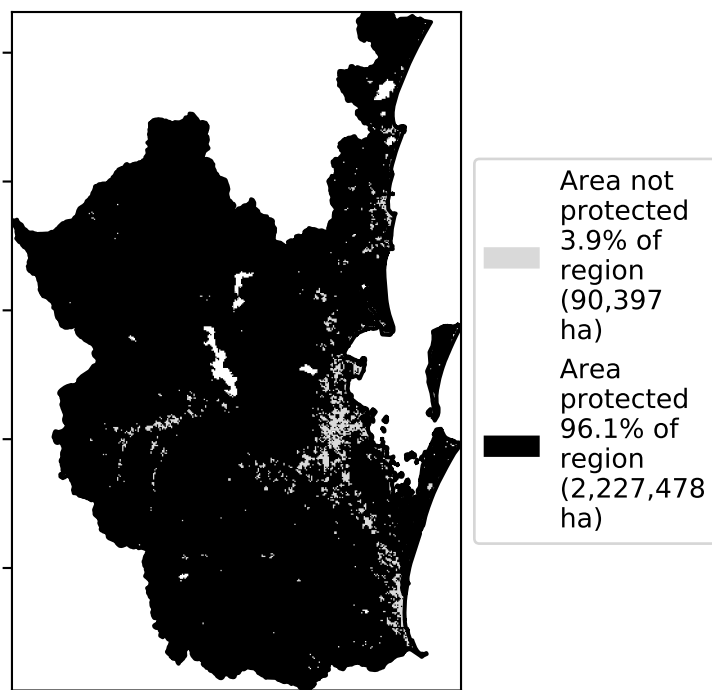 Area not
protected
3.9% of
region
(90,397
ha)
Area
protected
96.1% of
region
(2,227,478
ha)